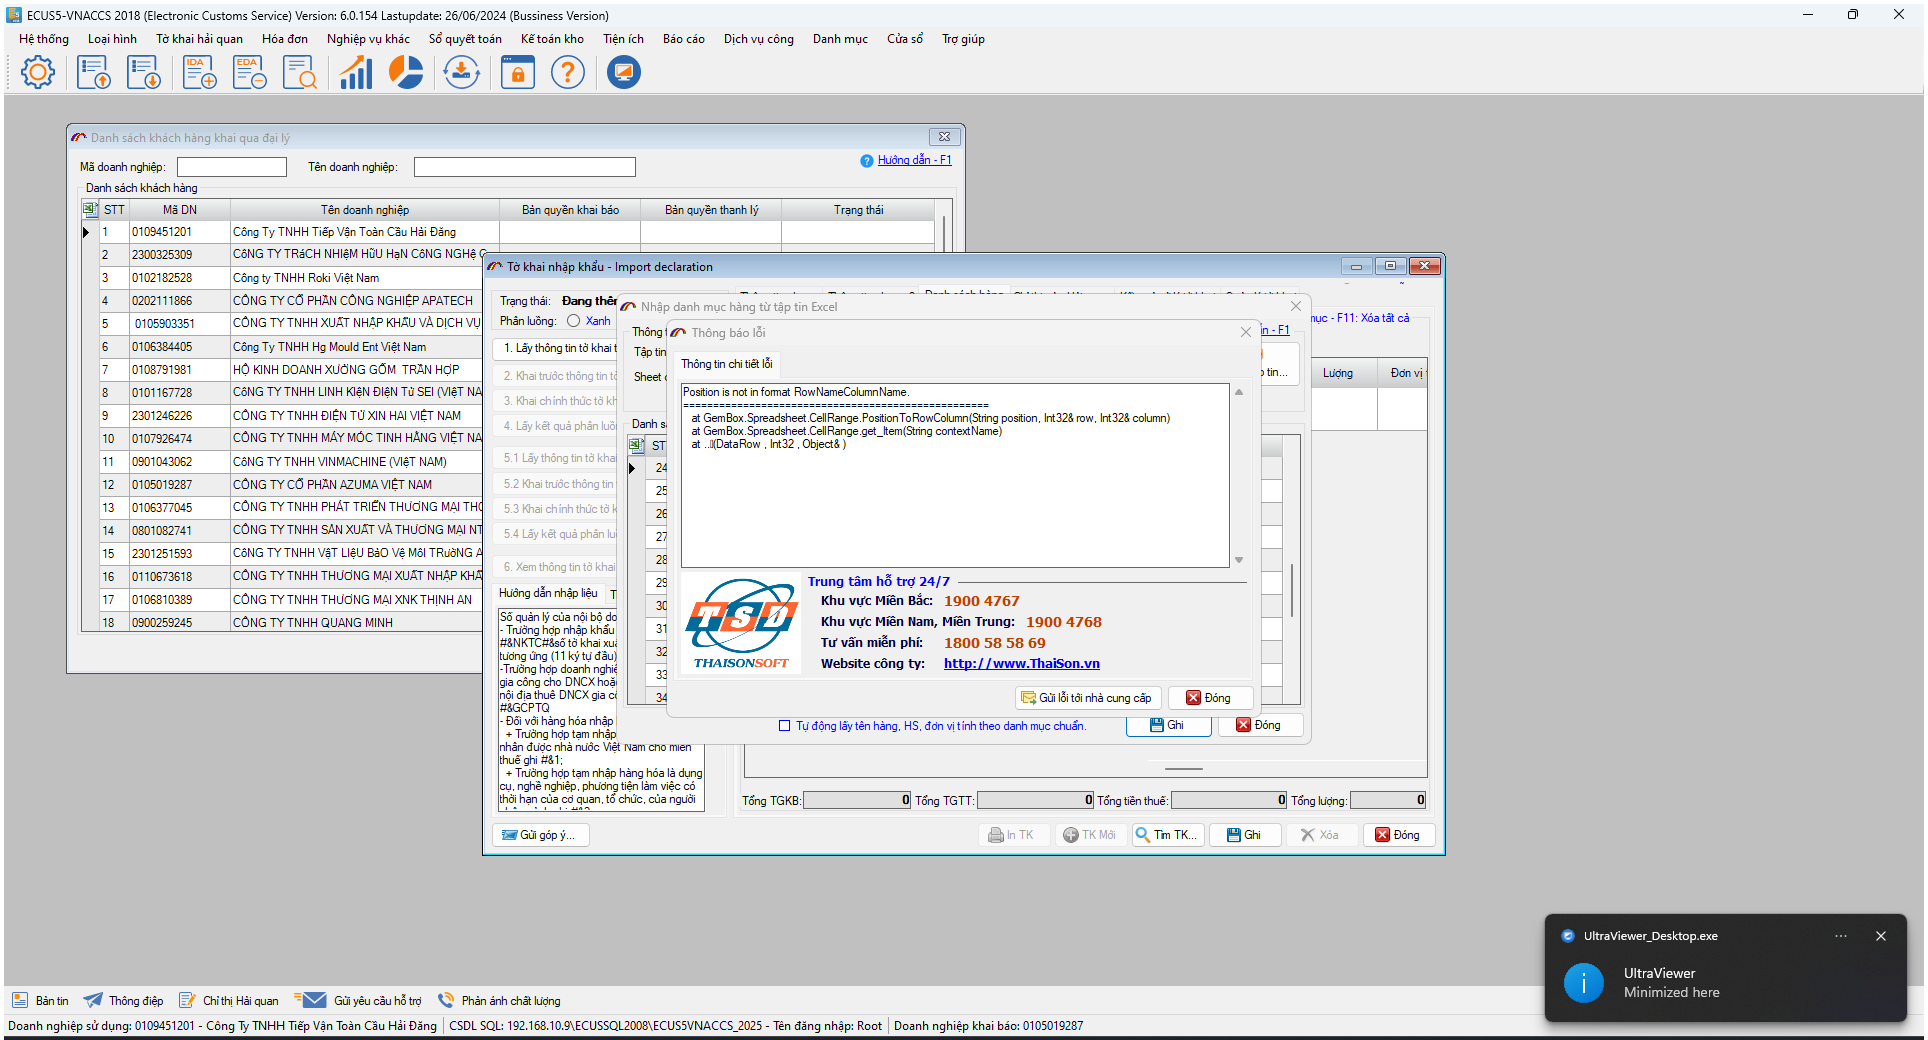 ECUS5-VNACCS 2018 (Electronic Customs Service) Version: 6.0.154 Lastupdate: 26/06/2024 (Bussiness Version)
Hệ thống Loại hình Tờ khai hải quan Hóa đơn Nghiệp vụ khác Sổ quyết toán Kế toán kho Tiện ích Báo cáo Dịch vụ công Danh mục Cửa sổ Trợ giúp
IDA EDA
Danh sách khách hàng khai qua đại lý
Mã doanh nghiệp: Tên doanh nghiệp: Hướng dẫn - F1
Danh sách khách hàng
STT Mã DN Tên doanh nghiệp Bản quyền khai báo Bản quyền thanh lý Trạng thái
1 0109451201 Công Ty TNHH Tiếp Vận Toàn Cầu Hải Đăng
2 2300325309 CôNG TY TRáCH NHIệM HữU HạN CôNG NGHệ
3 0102182528 Công ty TNHH Roki Việt Nam
4 0202111866 CÔNG TY CỔ PHẦN CÔNG NGHIỆP APATECH
5 0105903351 CÔNG TY TNHH XUẤT NHẬP KHẨU VÀ DỊCH VỤ
6 0106384405 Công Ty TNHH Hg Mould Ent Việt Nam
7 0108791981 HỘ KINH DOANH XƯỞNG GỐM TRẦN HỢP
8 0101167728 CôNG TY TNHH LINH KIệN ĐIệN Tử SEI (VIệT NA
9 2301246226 CÔNG TY TNHH ĐIỆN TỬ XIN HAI VIỆT NAM
10 0107926474 CÔNG TY TNHH MÁY MÓC TINH HẰNG VIỆT NA
11 0901043062 CôNG TY TNHH VINMACHINE (VIệT NAM)
12 0105019287 CÔNG TY CỔ PHẦN AZUMA VIỆT NAM
13 0106377045 CÔNG TY TNHH PHÁT TRIỂN THƯƠNG MẠI THƠ
14 0801082741 CÔNG TY TNHH SẢN XUẤT VÀ THƯƠNG MẠI NT
15 2301251593 CôNG TY TNHH VậT LIệU BảO Vệ MôI TRườNG A
16 0110673618 CÔNG TY TNHH THƯƠNG MẠI XUẤT NHẬP KHẨ
17 0106810389 CÔNG TY TNHH THƯƠNG MẠI XNK THỊNH AN
18 0900259245 CÔNG TY TNHH QUANG MINH
Tờ khai nhập khẩu - Import declaration
Trạng thái: Đang thêm
Phân luồng: Xanh
1. Lấy thông tin tờ khai t
2. Khai trước thông tin tờ
3. Khai chính thức tờ kh
4. Lấy kết quả phân luồn
5.1 Lấy thông tin tờ khai
5.2 Khai trước thông tin
5.3 Khai chính thức tờ k
5.4 Lấy kết quả phân luồ
6. Xem thông tin tờ khai
Hướng dẫn nhập liệu T
Số quản lý của nội bộ do
- Trường hợp nhập khẩu
#&NKTC#&số tờ khai xuấ
tương ứng (11 ký tự đầu)
-Trường hợp doanh nghiệ
gia công cho DNCX hoặc
nội địa thuê DNCX gia cô
#&GCPTQ
- Đối với hàng hóa nhập
+ Trường hợp tạm nhập
nhân được nhà nước Việt Nam cho miễn
thuế ghi #&1;
+ Trường hợp tạm nhập hàng hóa là dụng
cụ, nghề nghiệp, phương tiện làm việc có
thời hạn của cơ quan, tổ chức, của người
mục - F11: Xóa tất cả
Lượng Đơn vị t
Nhập danh mục hàng từ tập tin Excel
Thông t
Tập tin
Sheet
ẫn - F1
p tin...
Danh sá
ST
24
25
26
27
28
29
30
31
32
33
34
Thông báo lỗi
Thông tin chi tiết lỗi
Position is not in format RowNameColumnName.
==================================================
at GemBox.Spreadsheet.CellRange.PositionToRowColumn(String position, Int32& row, Int32& column)
at GemBox.Spreadsheet.CellRange.get_Item(String contextName)
at ..(DataRow , Int32 , Object& )
TSD
THAISONSOFT
Trung tâm hỗ trợ 24/7
Khu vực Miền Bắc: 1900 4767
Khu vực Miền Nam, Miền Trung: 1900 4768
Tư vấn miễn phí: 1800 58 58 69
Website công ty: http://www.ThaiSon.vn
Gửi lỗi tới nhà cung cấp Đóng
Tự động lấy tên hàng, HS, đơn vị tính theo danh mục chuẩn. Ghi Đóng
Tổng TGKB: 0 Tổng TGTT: 0 Tổng tiền thuế: 0 Tổng lượng: 0
Gửi góp ý... In TK TK Mới Tìm TK... Ghi Xóa Đóng
UltraViewer_Desktop.exe
UltraViewer
Minimized here
Bản tin Thông điệp Chỉ thị Hải quan Gửi yêu cầu hỗ trợ Phản ánh chất lượng
Doanh nghiệp sử dụng: 0109451201 - Công Ty TNHH Tiếp Vận Toàn Cầu Hải Đăng CSDL SQL: 192.168.10.9\ECUSSQL2008\ECUS5VNACCS_2025 - Tên đăng nhập: Root Doanh nghiệp khai báo: 0105019287